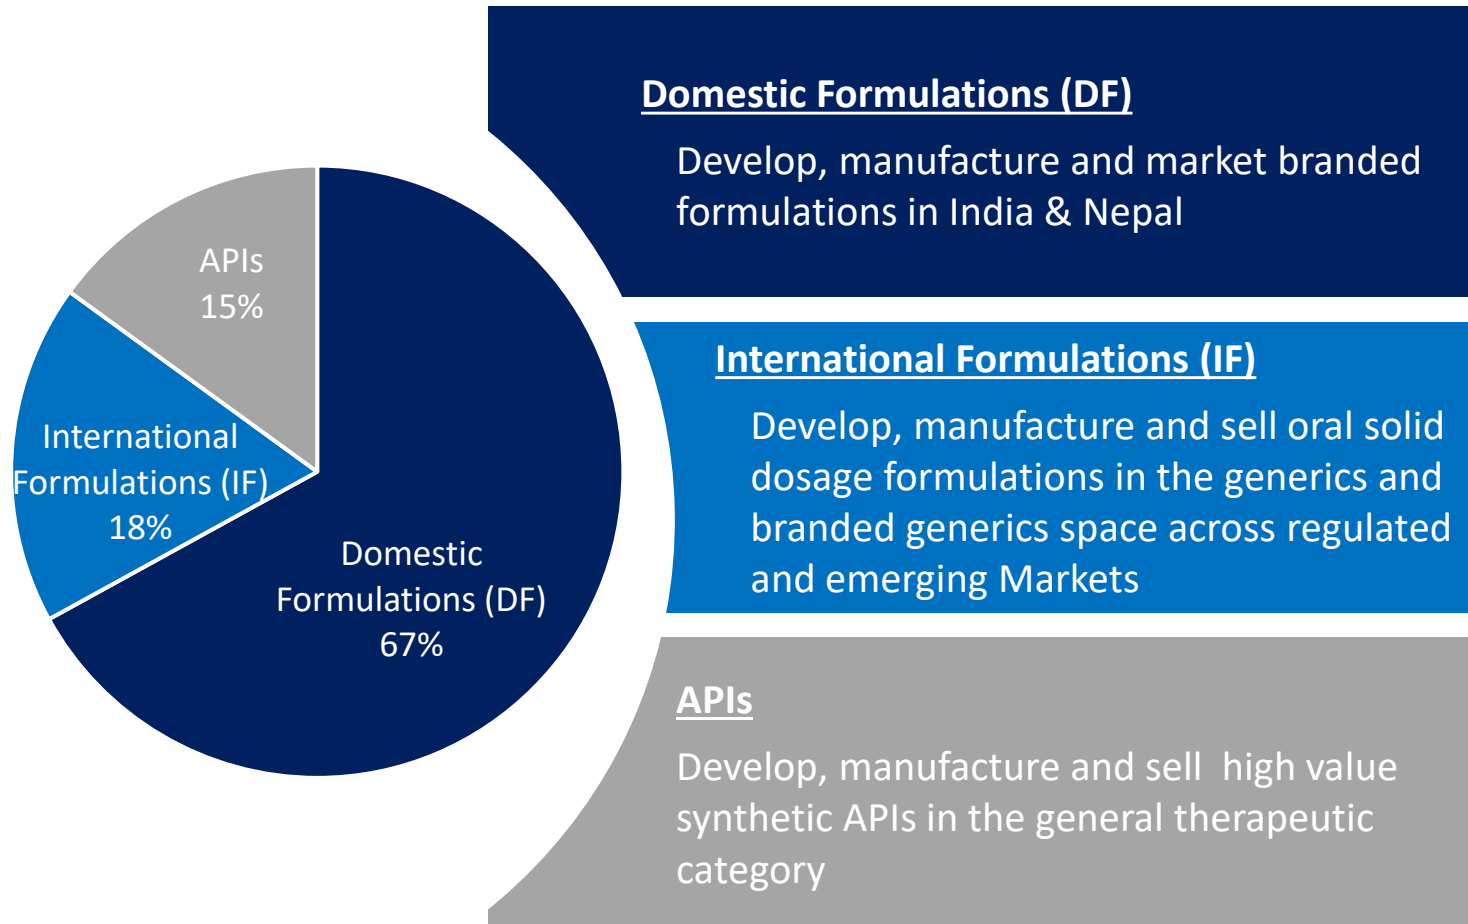 APIs
15%
International
Formulations (IF)
18%
Domestic
Formulations (DF)
67%
Domestic Formulations (DF)
Develop, manufacture and market branded
formulations in India & Nepal
International Formulations (IF)
Develop, manufacture and sell oral solid
dosage formulations in the generics and
branded generics space across regulated
and emerging Markets
APIs
Develop, manufacture and sell  high value
synthetic APIs in the general therapeutic
category